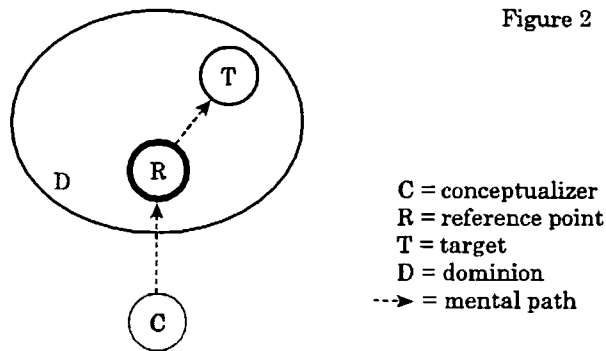 Figure 2
T
R
D
C
C = conceptualizer
R = reference point
T = target
D = dominion
---> = mental path